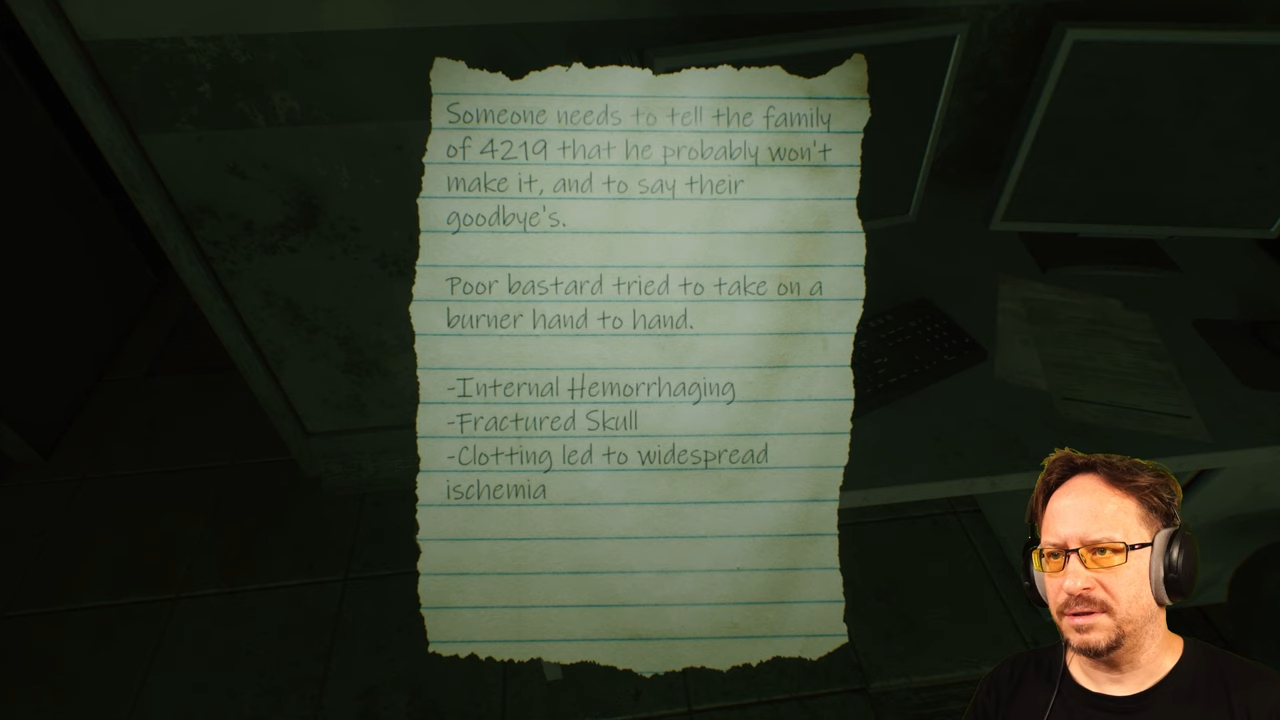 Someone needs to tell the family
of 4219 that he probably won't
make it, and to say their
goodbye's.
Poor bastard tried to take on a
burner hand to hand.
-Internal Hemorrhaging
-Fractured Skull
-Clotting led to widespread
ischemia